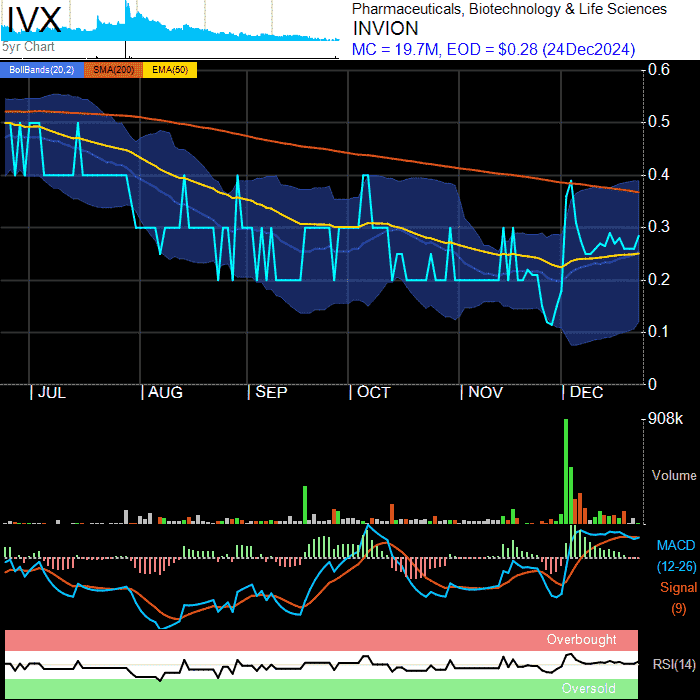 IVX
5yr Chart
Pharmaceuticals, Biotechnology & Life Sciences
INVION
MC = 19.7M, EOD = $0.28 (24Dec2024)
BollBands(20,2) SMA(200) EMA(50)
0.6
0.5
0.4
0.3
0.2
0.1
0
JUL AUG SEP OCT NOV DEC
908k
Volume
MACD
(12-26)
Signal
(9)
Overbought
RSI(14)
Oversold